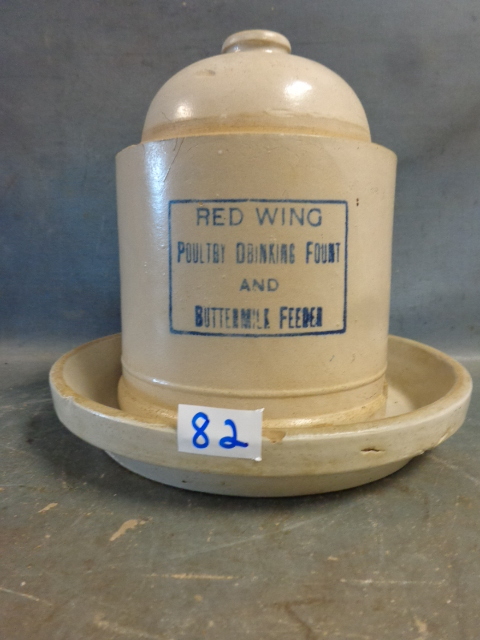 RED WING
POULTRY DRINKING FOUNT
AND
BUTTERMILK FEEDER
82